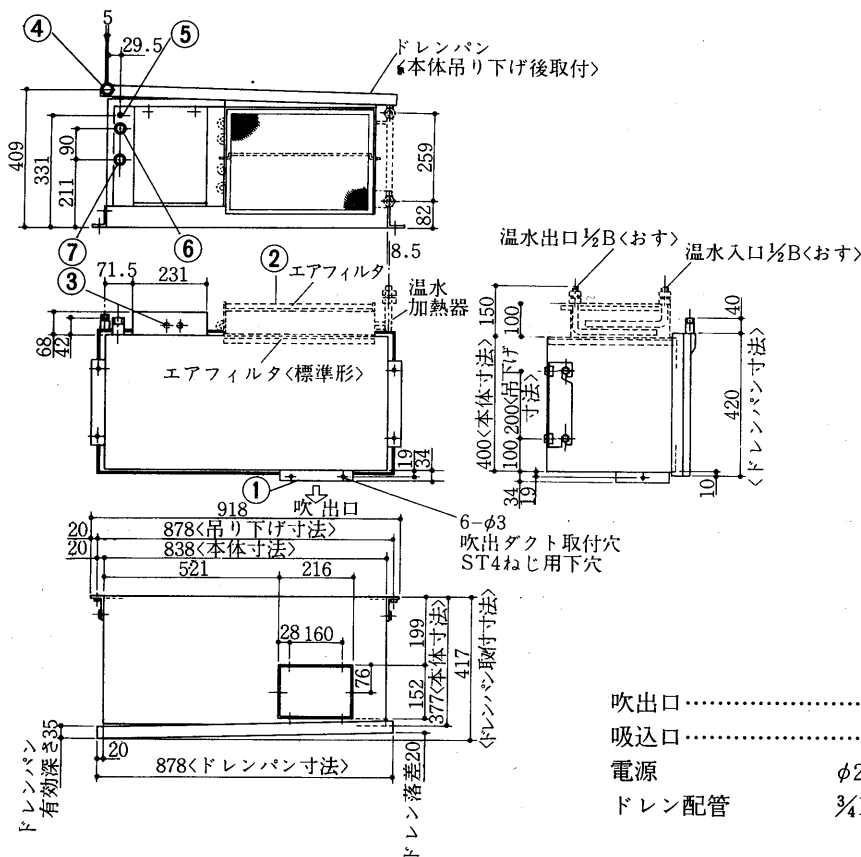 5
④
29.5
⑤
ドレンパン
〈本体吊り下げ後取付〉
409
331
90
211
259
82
⑦
⑥
8.5
71.5
231
②
エアフィルタ
③
温水
加熱器
68
42
エアフィルタ〈標準形〉
19
34
①
吹出口
918
878〈吊り下げ寸法〉
20
838〈本体寸法〉
20
521
216
6-φ3
吹出ダクト取付穴
ST4ねじ用下穴
温水出口½B〈おす〉
温水入口½B〈おす〉
150
100
40
400〈本体寸法〉
200〈吊下げ寸法〉
100
420
〈ドレンパン寸法〉
34
19
10
28
160
76
199
152
377〈本体寸法〉
417
〈ドレンパン取付寸法〉
35
20
ドレンパン
有効深さ
878〈ドレンパン寸法〉
ドレン落差20
吹出口…………………
吸込口…………………
電源 φ2
ドレン配管 ¾